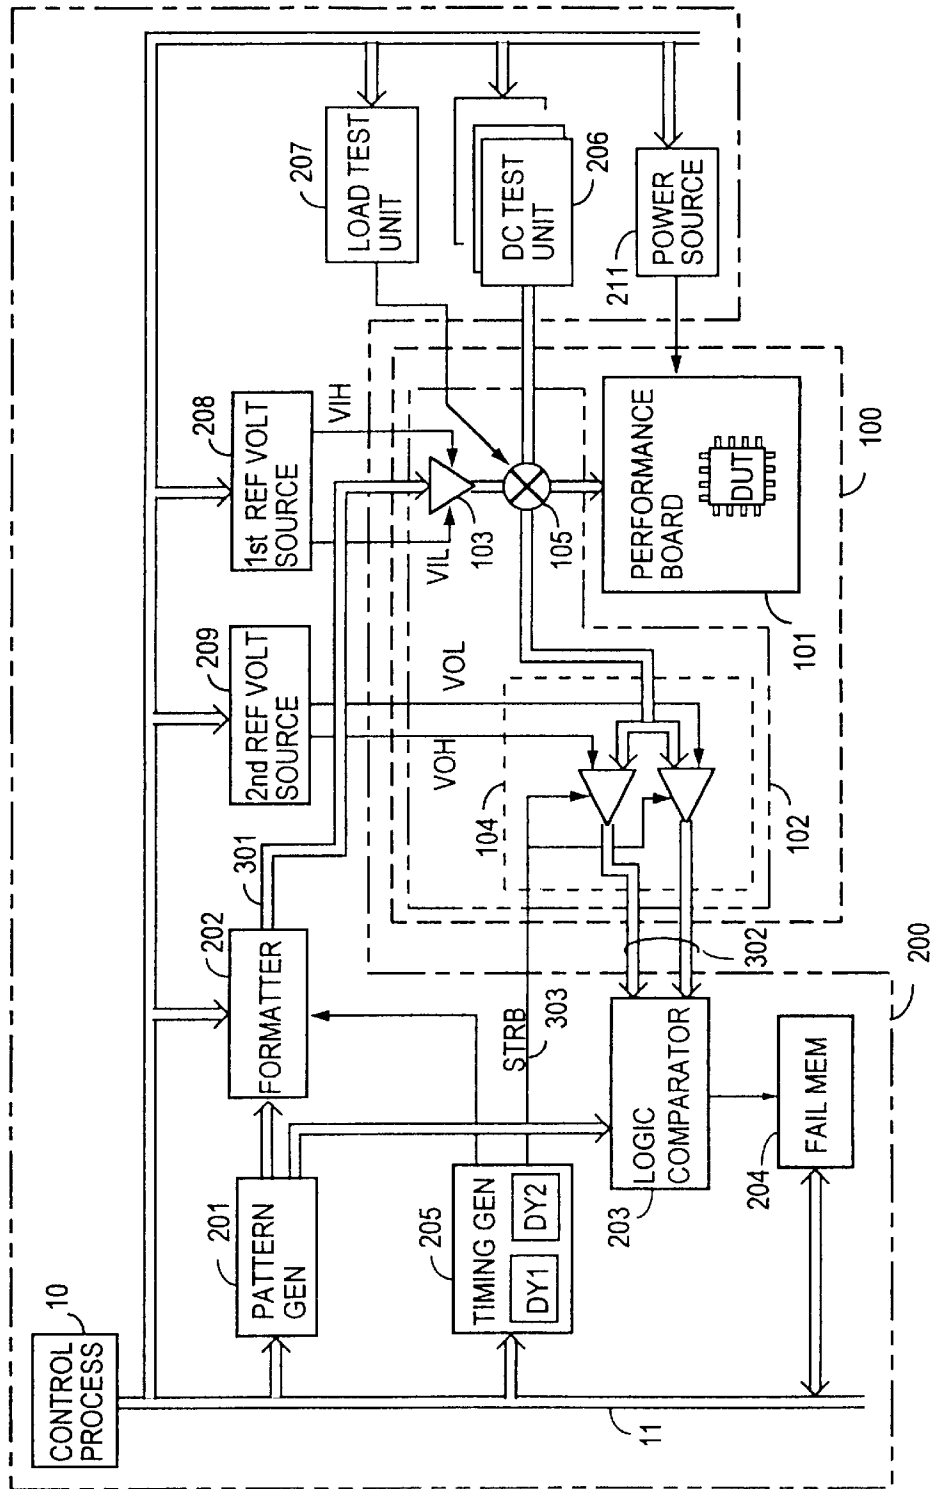 CONTROL
PROCESS
10
11
PATTERN
GEN
201
FORMATTER
202
301
2nd REF VOLT
SOURCE
209
1st REF VOLT
SOURCE
208
LOAD TEST
UNIT
207
TIMING GEN
DY1
DY2
205
STRB
303
VOH
VOL
VIL
VIH
103
105
DC TEST
UNIT
206
LOGIC
COMPARATOR
203
302
104
102
PERFORMANCE
BOARD
DUT
101
100
POWER
SOURCE
211
FAIL MEM
204
200